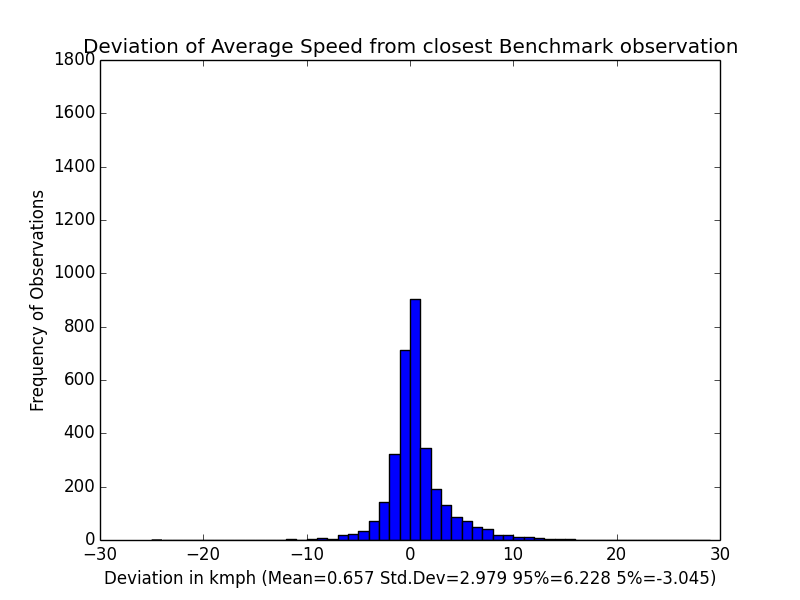 Deviation of Average Speed from closest Benchmark observation
1800
1600
1400
1200
1000
800
600
400
200
0
Frequency of Observations
−30 −20 −10 0 10 20 30
Deviation in kmph (Mean=0.657 Std.Dev=2.979 95%=6.228 5%=-3.045)